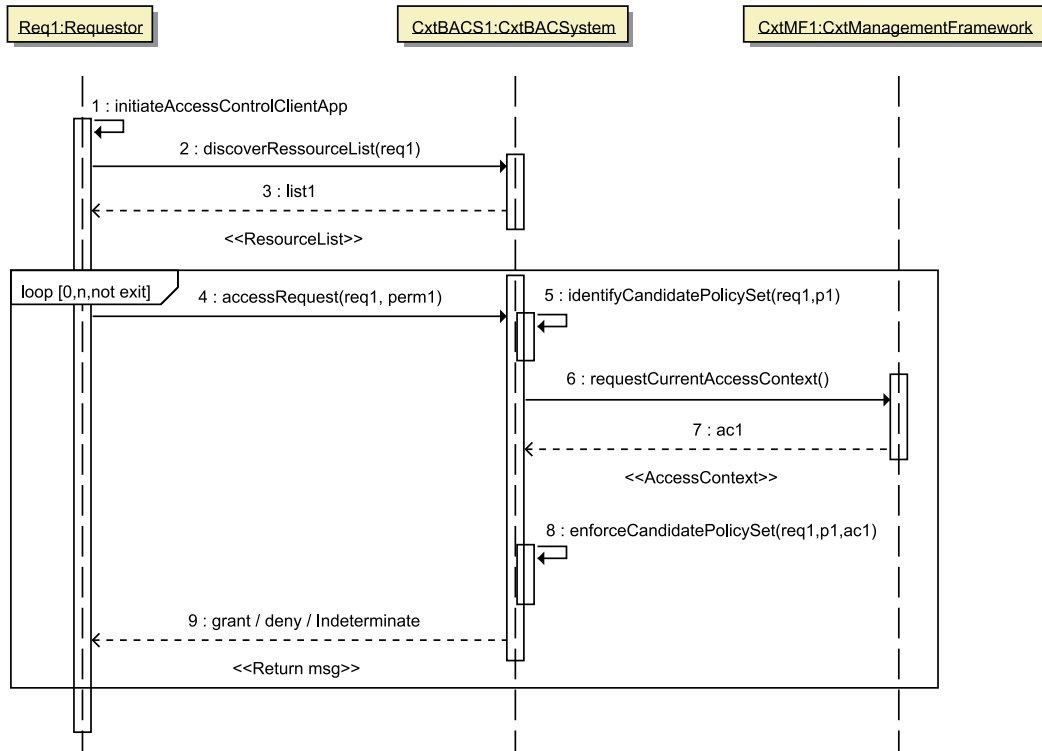 Req1:Requestor
CxtBACS1:CxtBACSystem
CxtMF1:CxtManagementFramework
1 : initiateAccessControlClientApp
2 : discoverRessourceList(req1)
3 : list1
<<ResourceList>>
loop [0,n,not exit]
4 : accessRequest(req1, perm1)
5 : identifyCandidatePolicySet(req1,p1)
6 : requestCurrentAccessContext()
7 : ac1
<<AccessContext>>
8 : enforceCandidatePolicySet(req1,p1,ac1)
9 : grant / deny / Indeterminate
<<Return msg>>